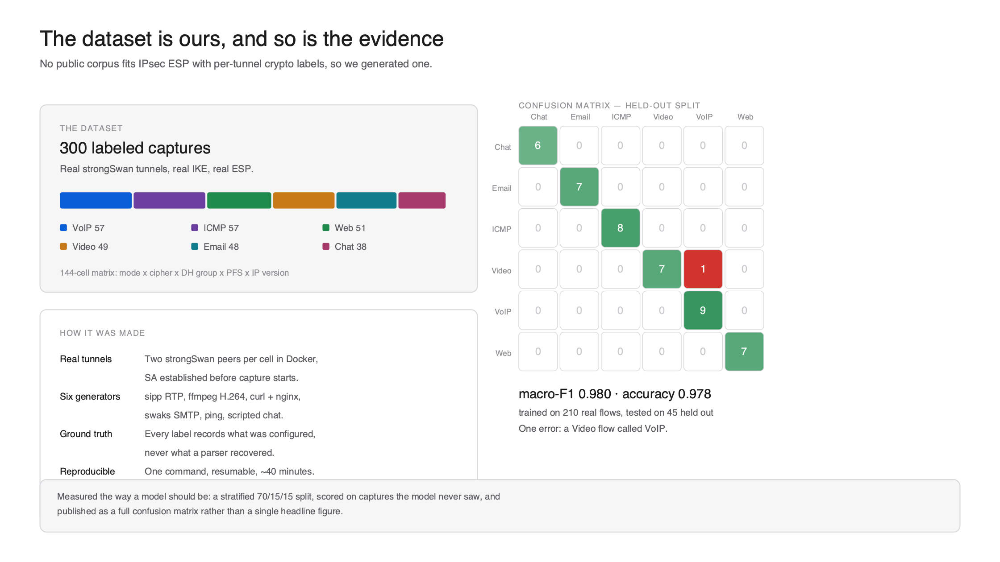 The dataset is ours, and so is the evidence
No public corpus fits IPsec ESP with per-tunnel crypto labels, so we generated one.
THE DATASET
300 labeled captures
Real strongSwan tunnels, real IKE, real ESP.
VoIP 57
ICMP 57
Web 51
Video 49
Email 48
Chat 38
144-cell matrix: mode x cipher x DH group x PFS x IP version
HOW IT WAS MADE
Real tunnels Two strongSwan peers per cell in Docker,
SA established before capture starts.
Six generators sipp RTP, ffmpeg H.264, curl + nginx,
swaks SMTP, ping, scripted chat.
Ground truth Every label records what was configured,
never what a parser recovered.
Reproducible One command, resumable, ~40 minutes.
CONFUSION MATRIX — HELD-OUT SPLIT
Chat Email ICMP Video VoIP Web
Chat 6 0 0 0 0 0
Email 0 7 0 0 0 0
ICMP 0 0 8 0 0 0
Video 0 0 0 7 1 0
VoIP 0 0 0 0 9 0
Web 0 0 0 0 0 7
macro-F1 0.980 · accuracy 0.978
trained on 210 real flows, tested on 45 held out
One error: a Video flow called VoIP.
Measured the way a model should be: a stratified 70/15/15 split, scored on captures the model never saw, and
published as a full confusion matrix rather than a single headline figure.